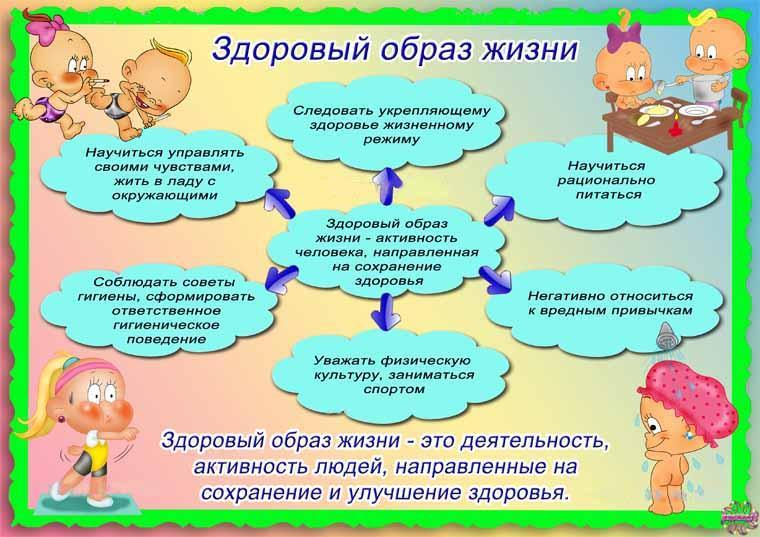 Здоровый образ жизни
Следовать укрепляющему
здоровье жизненному
режиму
Научиться управлять
своими чувствами,
жить в ладу с
окружающими
Научиться
рационально
питаться
Здоровый образ
жизни - активность
человека, направленная
на сохранение
здоровья
Соблюдать советы
гигиены, сформировать
ответственное
гигиеническое
поведение
Негативно относиться
к вредным привычкам
Уважать физическую
культуру, заниматься
спортом
Здоровый образ жизни - это деятельность,
активность людей, направленные на
сохранение и улучшение здоровья.